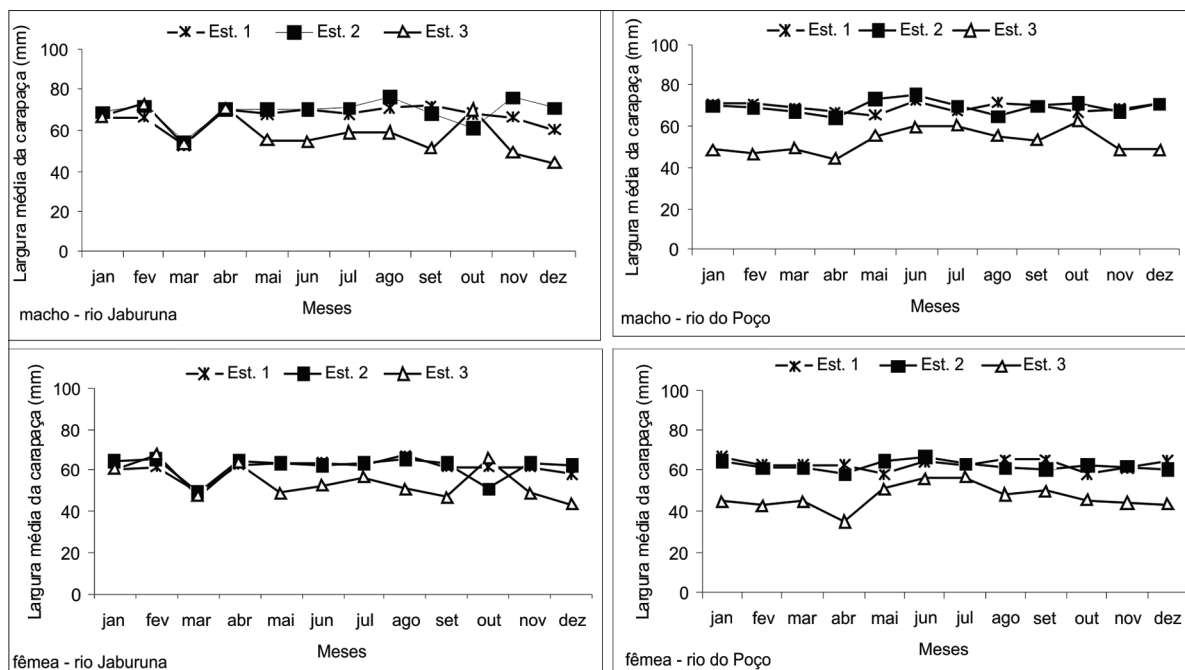 Est. 1 Est. 2 Est. 3
Largura média da carapaça (mm)
100
80
60
40
20
0
jan fev mar abr mai jun jul ago set out nov dez
Meses
macho - rio Jaburuna
Est. 1 Est. 2 Est. 3
Largura média da carapaça (mm)
100
80
60
40
20
0
jan fev mar abr mai jun jul ago set out nov dez
Meses
macho - rio do Poço
Est. 1 Est. 2 Est. 3
Largura média da carapaça (mm)
100
80
60
40
20
0
jan fev mar abr mai jun jul ago set out nov dez
Meses
fêmea - rio Jaburuna
Est. 1 Est. 2 Est. 3
Largura média da carapaça (mm)
100
80
60
40
20
0
jan fev mar abr mai jun jul ago set out nov dez
Meses
fêmea - rio do Poço